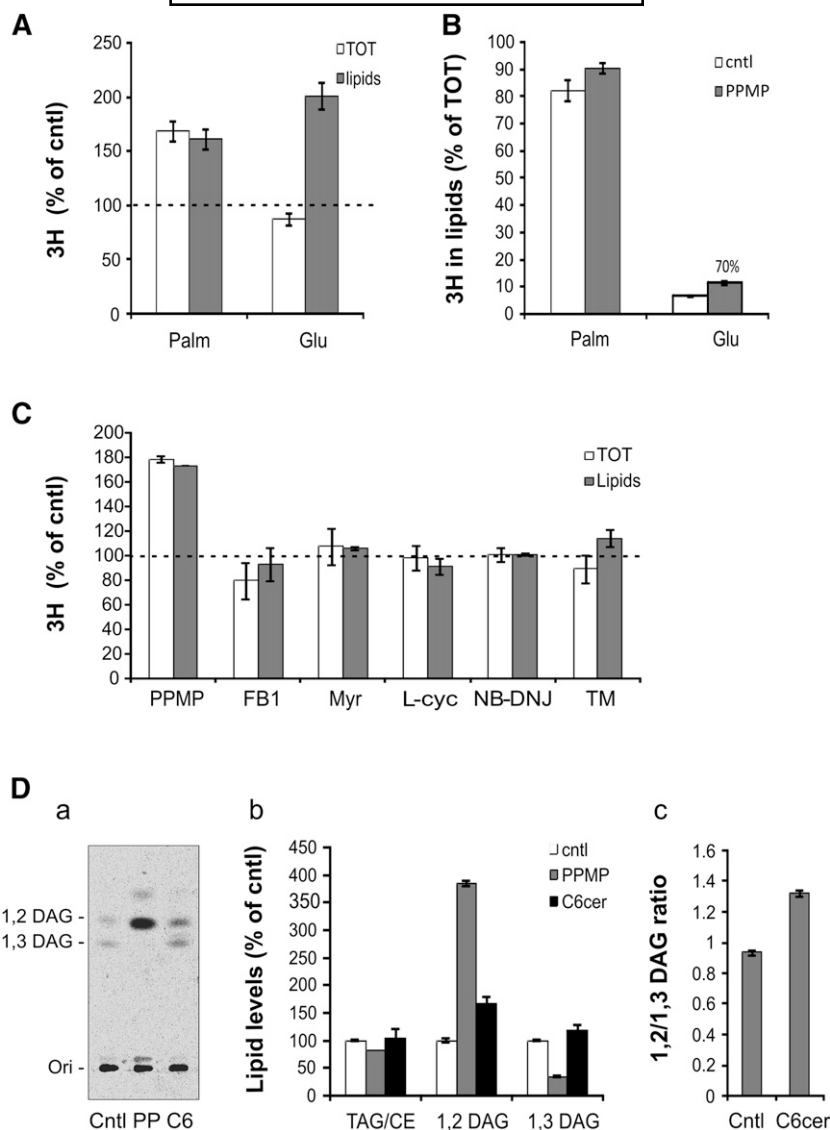 A
3H (% of cntl)
250
200
150
100
50
0
TOT
lipids
Palm Glu
B
3H in lipids (% of TOT)
100
90
80
70
60
50
40
30
20
10
0
cntl
PPMP
70%
Palm Glu
C
3H (% of cntl)
200
180
160
140
120
100
80
60
40
20
0
TOT
Lipids
PPMP FB1 Myr L-cyc NB-DNJ TM
D
a
1,2 DAG -
1,3 DAG -
Ori -
Cntl PP C6
b
Lipid levels (% of cntl)
450
400
350
300
250
200
150
100
50
0
cntl
PPMP
C6cer
TAG/CE 1,2 DAG 1,3 DAG
c
1,2/1,3 DAG ratio
1.6
1.4
1.2
1
0.8
0.6
0.4
0.2
0
Cntl C6cer